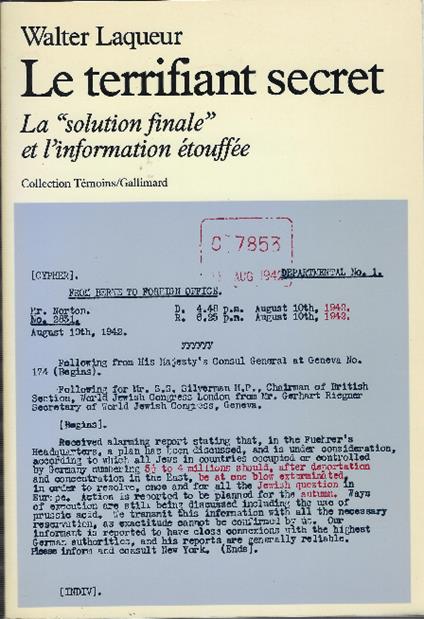 Walter Laqueur
Le terrifiant secret
La “solution finale”
et l’information étouffée
Collection Témoins/Gallimard
C 7853
AUG 1942
[CYPHER].
DEPARTMENTAL No. 1.
FROM BERNE TO FOREIGN OFFICE.
Mr. Norton.
D. 4.48 p.m. August 10th, 1942.
No. 2831.
R. 6.25 p.m. August 10th, 1942.
August 10th, 1942.
yyyyyy
Following from His Majesty's Consul General at Geneva No.
174 (Begins).
Following for Mr. S.S. Silverman M.P., Chairman of British
Section, World Jewish Congress London from Mr. Gerhart Riegner
Secretary of World Jewish Congress, Geneva.
[Begins].
Received alarming report stating that, in the Fuehrer's
Headquarters, a plan has been discussed, and is under consideration,
according to which all Jews in countries occupied or controlled
by Germany numbering 3½ to 4 millions should, after deportation
and concentration in the East, be at one blow exterminated,
in order to resolve, once and for all the Jewish question in
Europe. Action is reported to be planned for the autumn. Ways
of execution are still being discussed including the use of
prussic acid. We transmit this information with all the necessary
reservation, as exactitude cannot be confirmed by us. Our
informant is reported to have close connexions with the highest
German authorities, and his reports are generally reliable.
Please inform and consult New York. (Ends).
[INDIV].